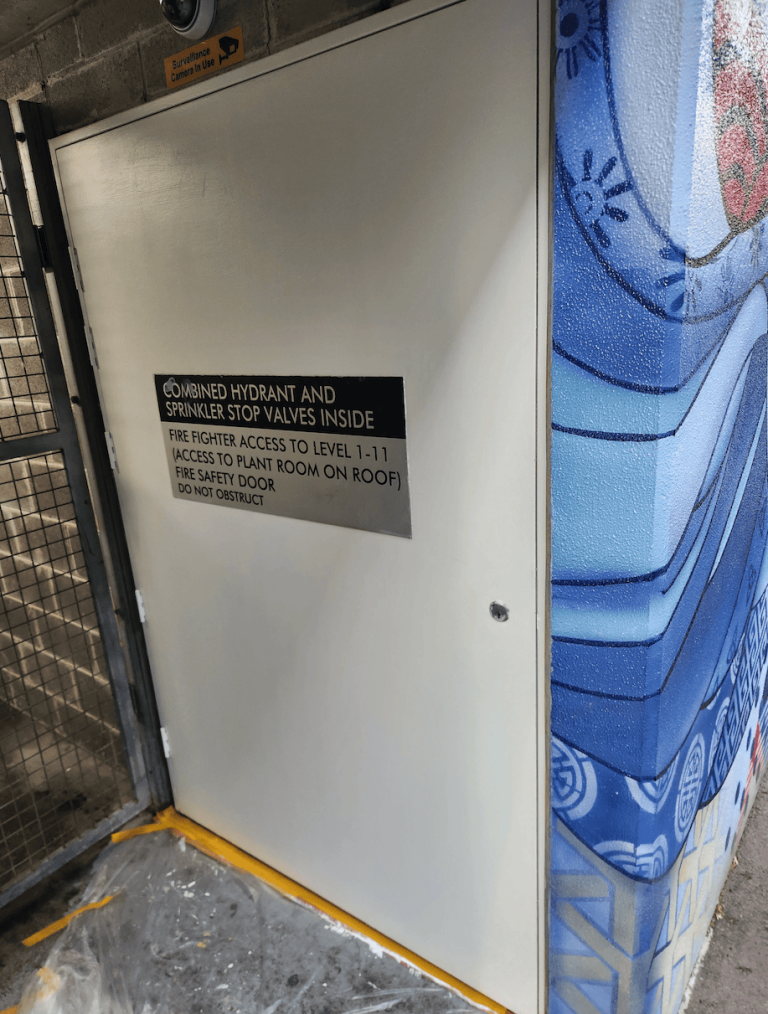 Surveillance
Camera In Use
COMBINED HYDRANT AND
SPRINKLER STOP VALVES INSIDE
FIRE FIGHTER ACCESS TO LEVEL 1-11
(ACCESS TO PLANT ROOM ON ROOF)
FIRE SAFETY DOOR
DO NOT OBSTRUCT